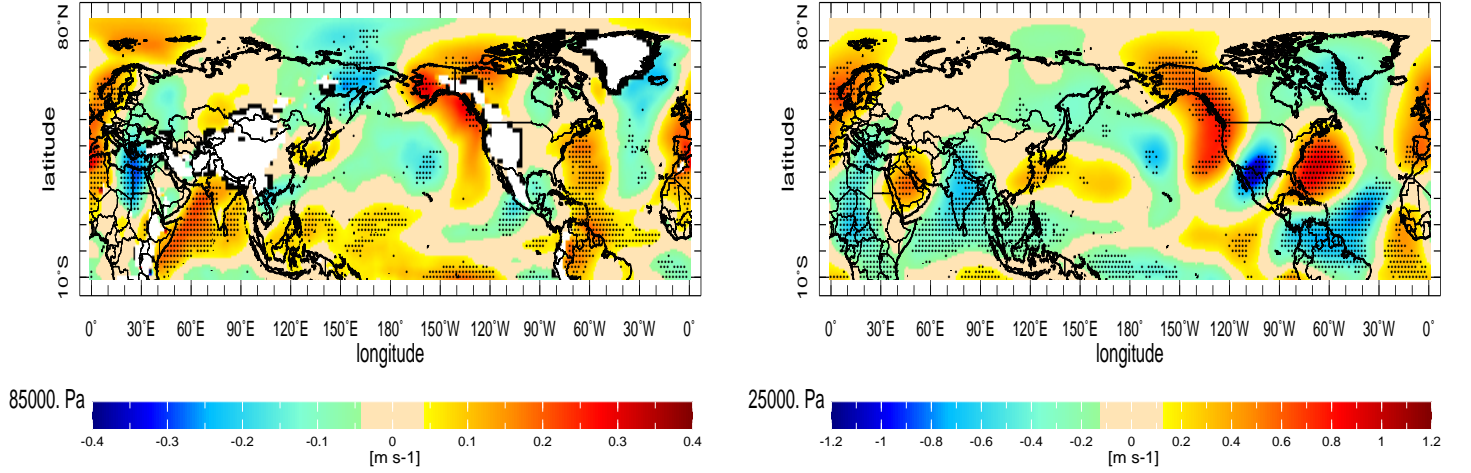 80°N
latitude
10°S
0° 30°E 60°E 90°E 120°E 150°E 180° 150°W 120°W 90°W 60°W 30°W 0°
longitude
85000. Pa
-0.4 -0.3 -0.2 -0.1 0 0.1 0.2 0.3 0.4
[m s-1]
80°N
latitude
10°S
0° 30°E 60°E 90°E 120°E 150°E 180° 150°W 120°W 90°W 60°W 30°W 0°
longitude
25000. Pa
-1.2 -1 -0.8 -0.6 -0.4 -0.2 0 0.2 0.4 0.6 0.8 1 1.2
[m s-1]